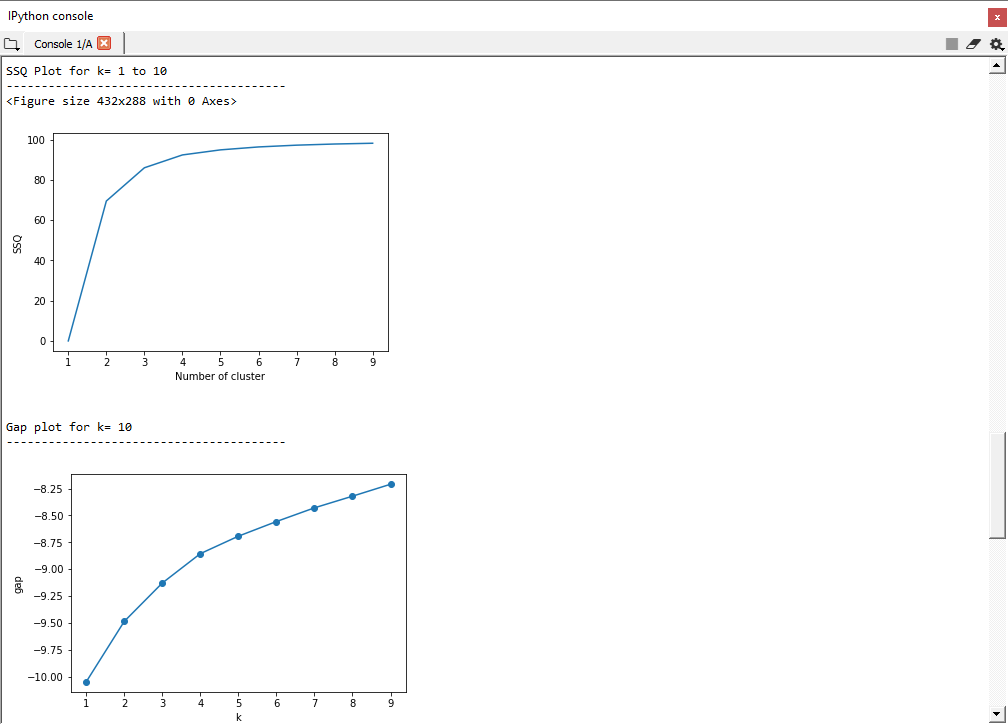 IPython console
Console 1/A
SSQ Plot for k= 1 to 10
----------------------------------------
<Figure size 432x288 with 0 Axes>
100
80
60
40
20
0
SSQ
1 2 3 4 5 6 7 8 9
Number of cluster
Gap plot for k= 10
----------------------------------------
−8.25
−8.50
−8.75
−9.00
−9.25
−9.50
−9.75
−10.00
gap
1 2 3 4 5 6 7 8 9
k